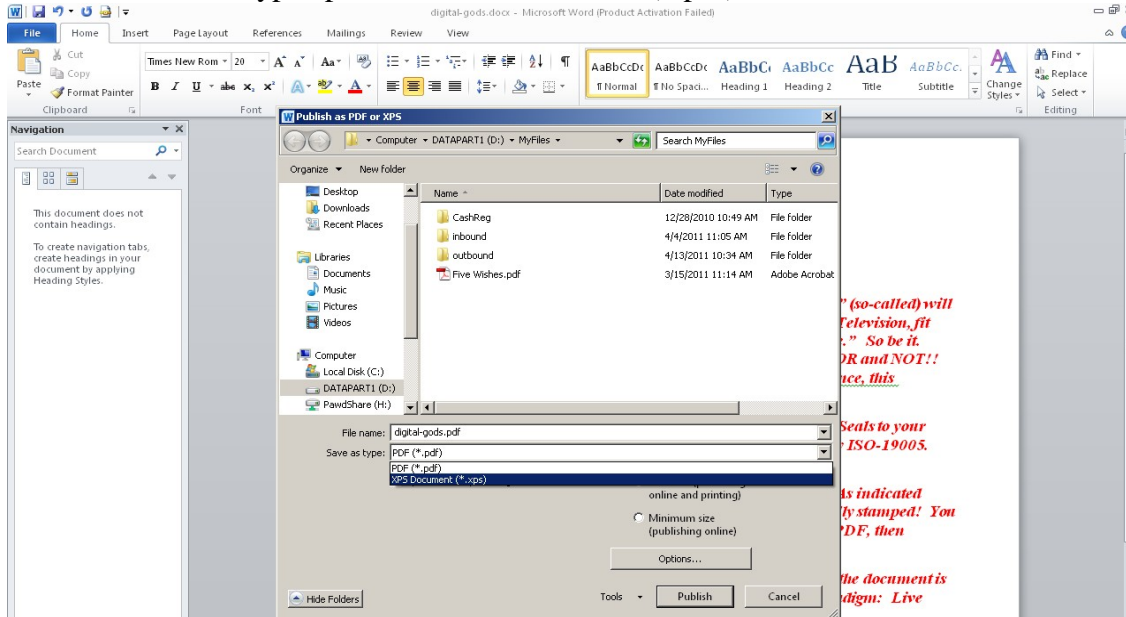 digital-gods.docx - Microsoft Word (Product Activation Failed)
File Home Insert Page Layout References Mailings Review View
Cut
Copy
Format Painter
Paste
Clipboard
Times New Rom 20
B I U abc x₂ x²
Font
AaBbCcDc AaBbCcDc AaBbC AaBbCc AaB AaBbCc.
¶ Normal ¶ No Spaci... Heading 1 Heading 2 Title Subtitle
Change Styles
Find
Replace
Select
Editing
Navigation
Search Document
This document does not
contain headings.
To create navigation tabs,
create headings in your
document by applying
Heading Styles.
Publish as PDF or XPS
Computer DATAPART1 (D:) MyFiles
Search MyFiles
Organize New folder
Desktop
Downloads
Recent Places
Libraries
Documents
Music
Pictures
Videos
Computer
Local Disk (C:)
DATAPART1 (D:)
PawdShare (H:)
Name Date modified Type
CashReg 12/28/2010 10:49 AM File folder
inbound 4/4/2011 11:05 AM File folder
outbound 4/13/2011 10:34 AM File folder
Five Wishes.pdf 3/15/2011 11:14 AM Adobe Acrobat
File name: digital-gods.pdf
Save as type: PDF (*.pdf)
PDF (*.pdf)
XPS Document (*.xps)
online and printing)
Minimum size
(publishing online)
Options...
Hide Folders
Tools Publish Cancel
" (so-called) will
Television, fit
." So be it.
OR and NOT!!
nce, this
Seals to your
ISO-19005.
As indicated
ly stamped! You
PDF, then
the document is
digm: Live